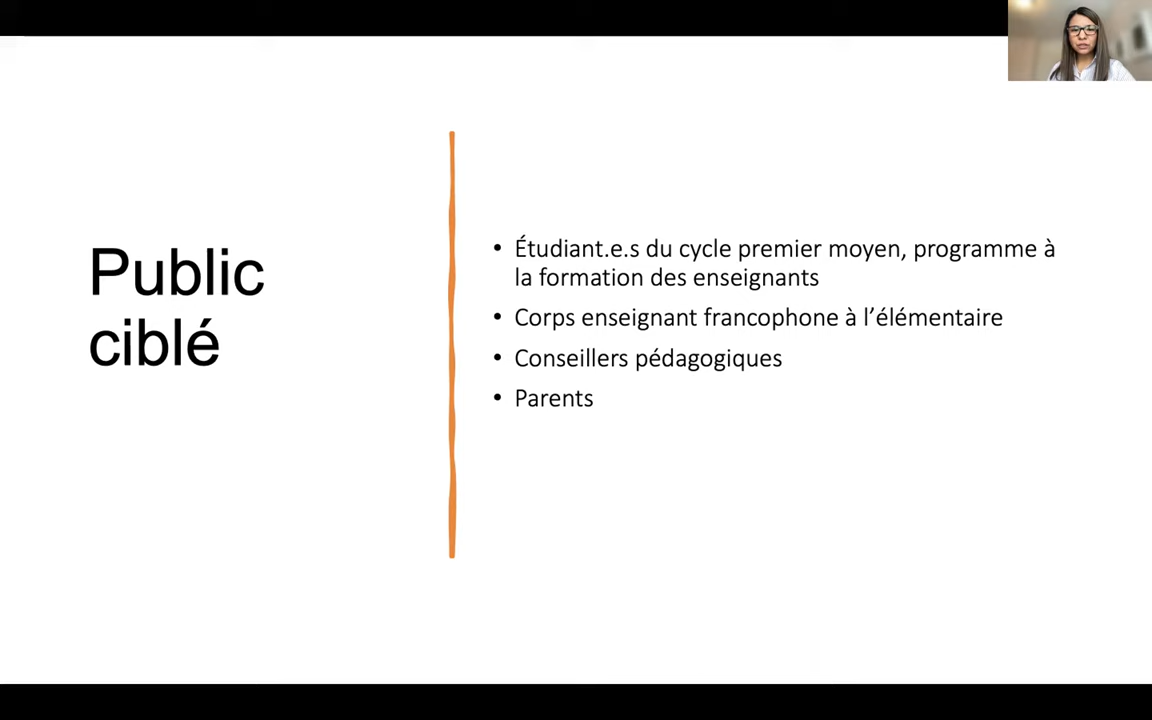 Public
ciblé
• Étudiant.e.s du cycle premier moyen, programme à
la formation des enseignants
• Corps enseignant francophone à l’élémentaire
• Conseillers pédagogiques
• Parents